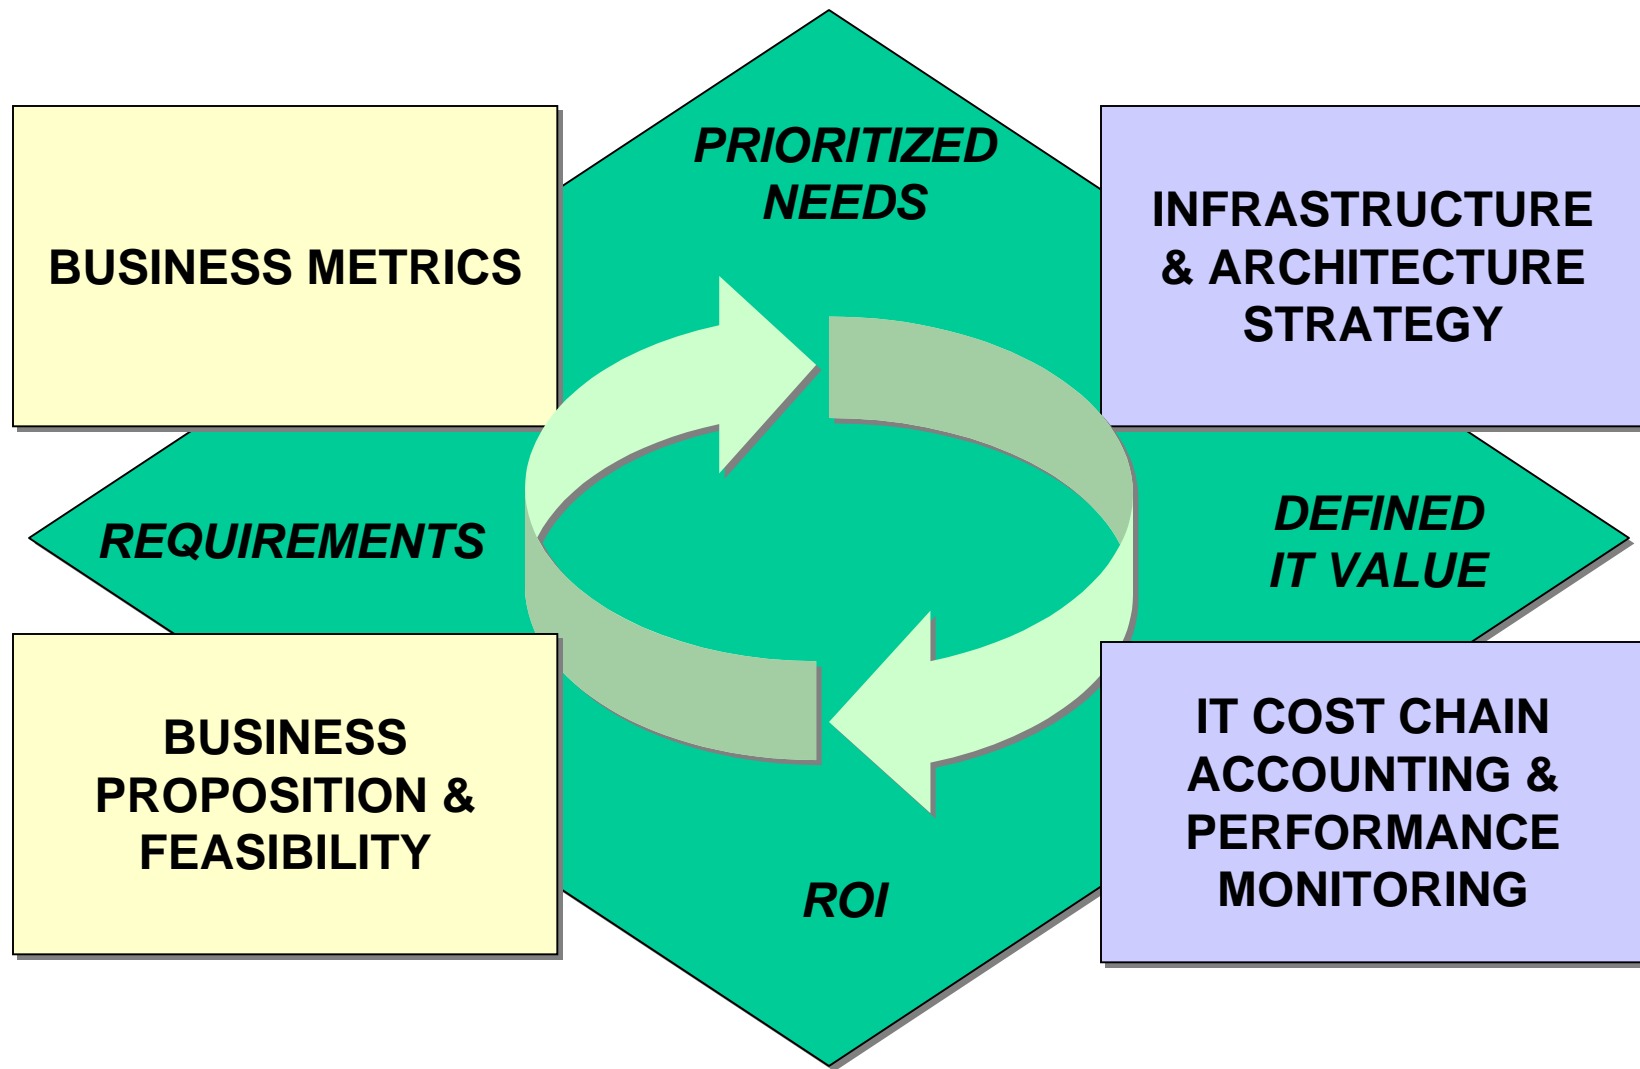 PRIORITIZED
NEEDS
BUSINESS METRICS
INFRASTRUCTURE
& ARCHITECTURE
STRATEGY
REQUIREMENTS
DEFINED
IT VALUE
BUSINESS
PROPOSITION &
FEASIBILITY
IT COST CHAIN
ACCOUNTING &
PERFORMANCE
MONITORING
ROI